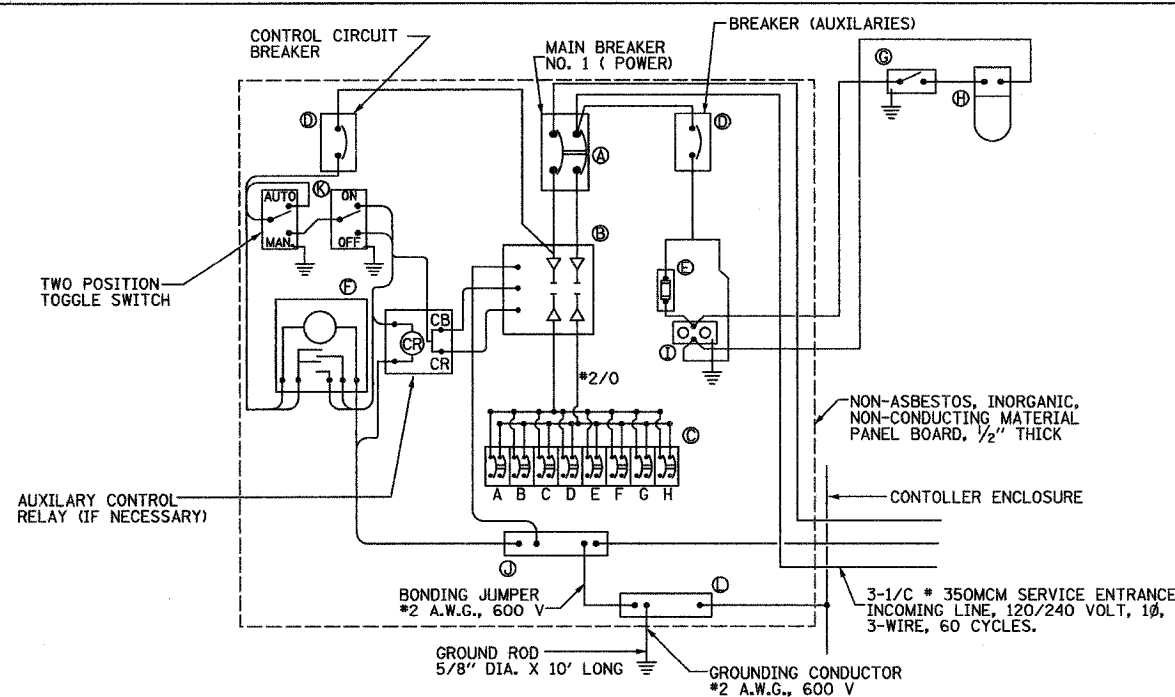 CONTROL CIRCUIT
BREAKER
MAIN BREAKER
NO. 1 ( POWER)
BREAKER (AUXILARIES)
G
H
D
A
D
AUTO
MAN.
K
ON
OFF
B
TWO POSITION
TOGGLE SWITCH
F
E
CB
CR
CR
I
#2/0
C
NON-ASBESTOS, INORGANIC,
NON-CONDUCTING MATERIAL
PANEL BOARD, 1/2" THICK
A B C D E F G H
AUXILARY CONTROL
RELAY (IF NECESSARY)
CONTOLLER ENCLOSURE
J
L
BONDING JUMPER
#2 A.W.G., 600 V
3-1/C # 350MCM SERVICE ENTRANCE
INCOMING LINE, 120/240 VOLT, 1Ø,
3-WIRE, 60 CYCLES.
GROUND ROD
5/8" DIA. X 10' LONG
GROUNDING CONDUCTOR
#2 A.W.G., 600 V